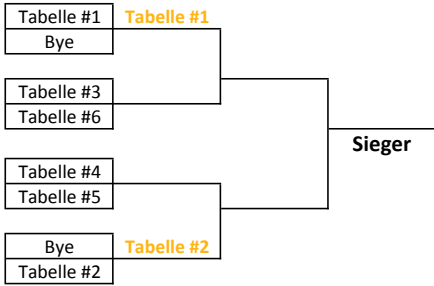 Tabelle #1 Tabelle #1
Bye
Tabelle #3
Tabelle #6
Sieger
Tabelle #4
Tabelle #5
Bye Tabelle #2
Tabelle #2